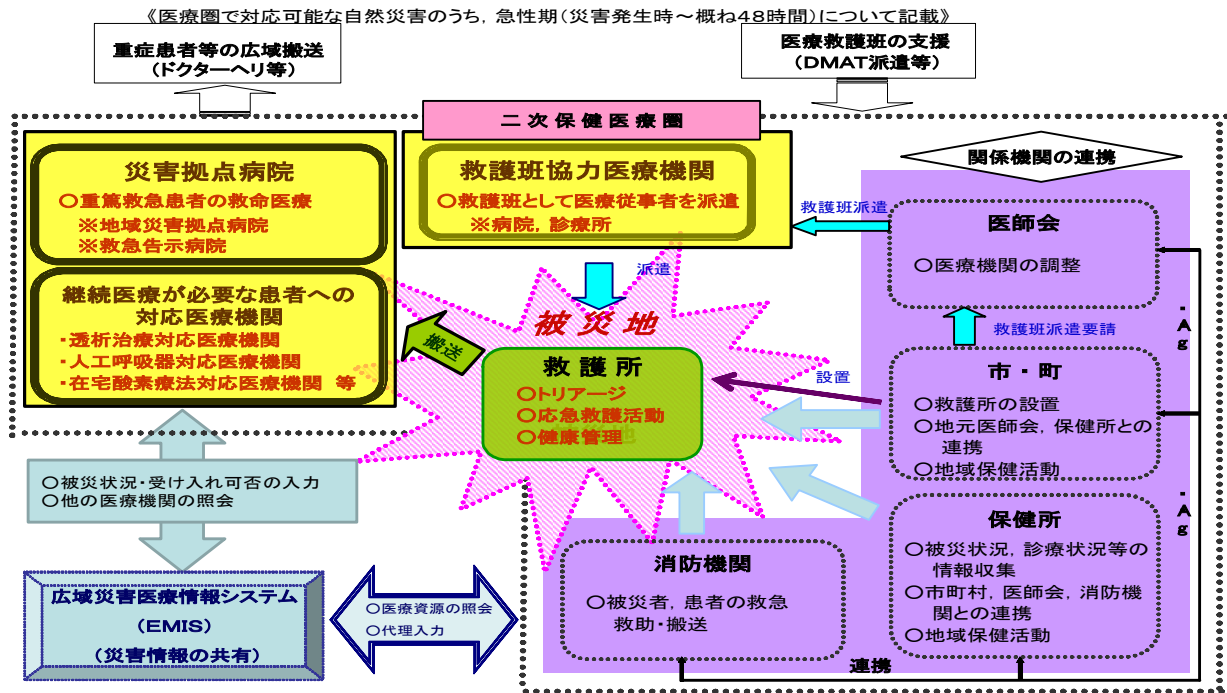 《医療圏で対応可能な自然災害のうち，急性期（災害発生時～概ね48時間）について記載》
重症患者等の広域搬送
（ドクターヘリ等）
医療救護班の支援
（DMAT派遣等）
二次保健医療圏
災害拠点病院
○重篤救急患者の救命医療
※地域災害拠点病院
※救急告示病院
継続医療が必要な患者への
対応医療機関
・透析治療対応医療機関
・人工呼吸器対応医療機関
・在宅酸素療法対応医療機関 等
救護班協力医療機関
○救護班として医療従事者を派遣
※病院，診療所
派遣
関係機関の連携
救護班派遣
医師会
○医療機関の調整
救護班派遣要請
・Ag
被災地
搬送
救護所
○トリアージ
○応急救護活動
○健康管理
設置
市・町
○救護所の設置
○地元医師会，保健所との
連携
○地域保健活動
・Ag
保健所
○被災状況，診療状況等の
情報収集
○市町村，医師会，消防機
関との連携
○地域保健活動
消防機関
○被災者，患者の救急
救助・搬送
連携
○被災状況・受け入れ可否の入力
○他の医療機関の照会
広域災害医療情報システム
（EMIS）
（災害情報の共有）
○医療資源の照会
○代理入力